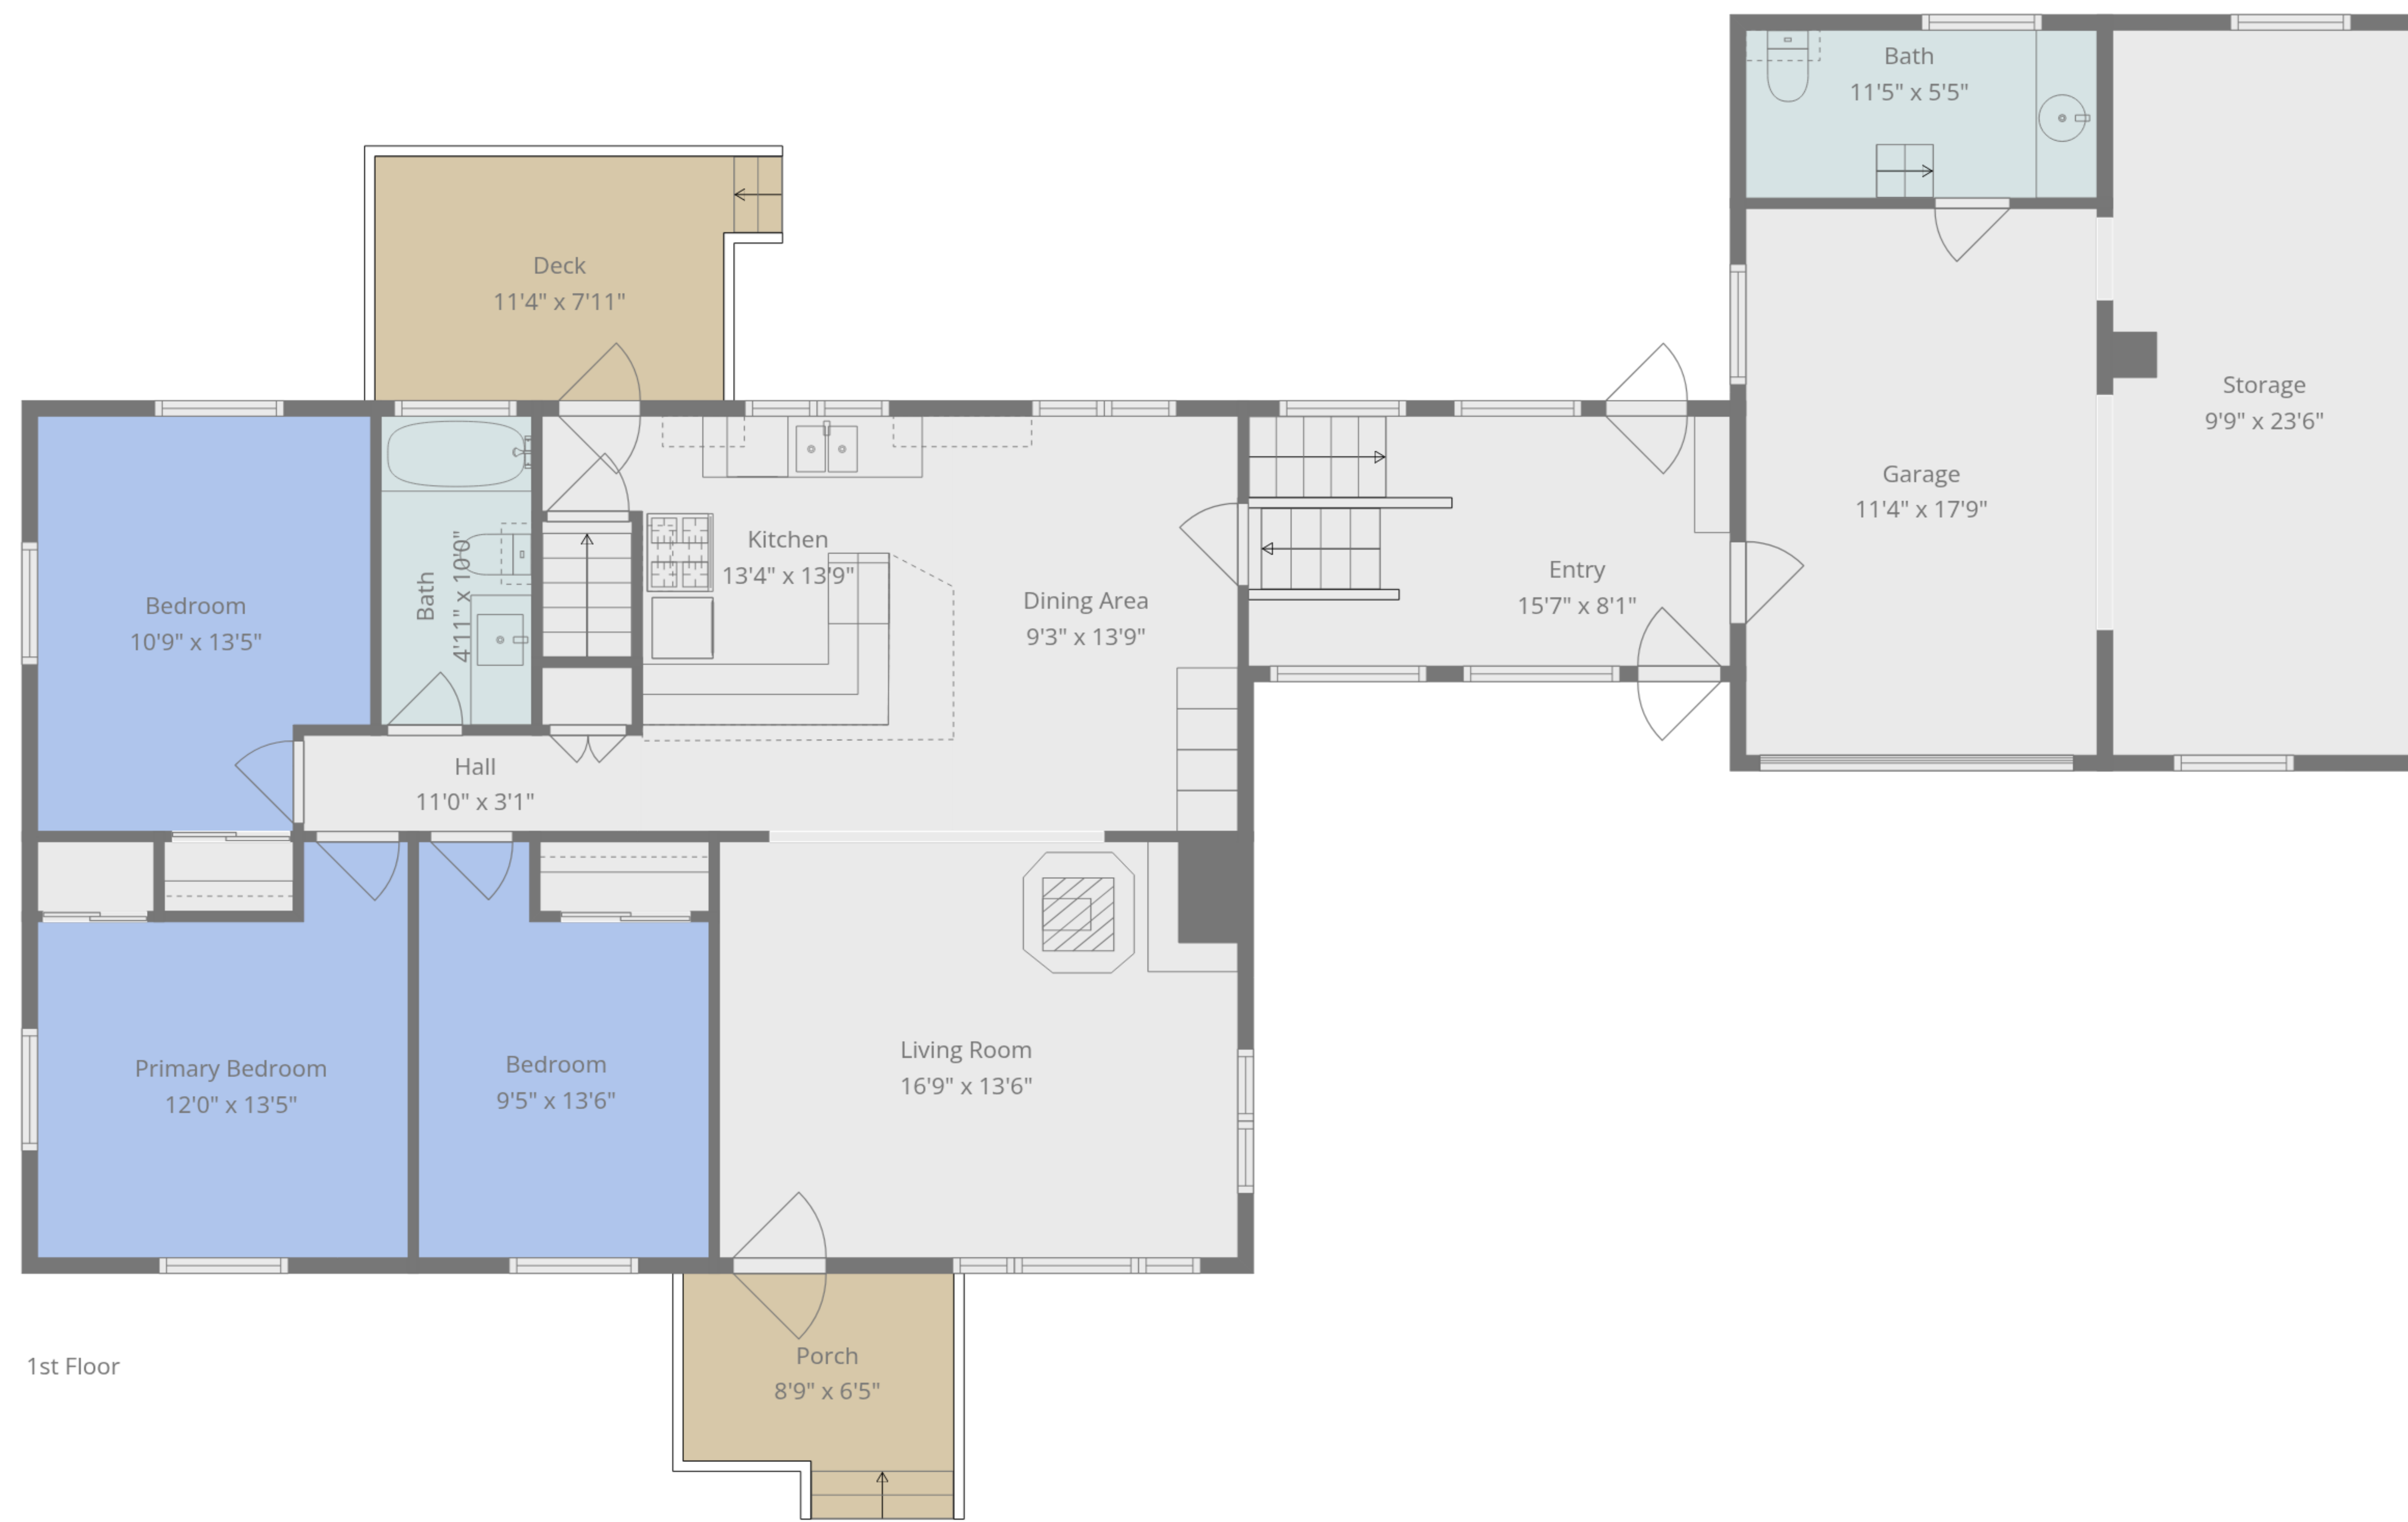 Bath
11'5" x 5'5"
Deck
11'4" x 7'11"
Storage
9'9" x 23'6"
Garage
11'4" x 17'9"
Kitchen
13'4" x 13'9"
Entry
15'7" x 8'1"
Dining Area
9'3" x 13'9"
Bedroom
10'9" x 13'5"
Bath
4'11" x 10'0"
Hall
11'0" x 3'1"
Living Room
16'9" x 13'6"
Primary Bedroom
12'0" x 13'5"
Bedroom
9'5" x 13'6"
Porch
8'9" x 6'5"
1st Floor